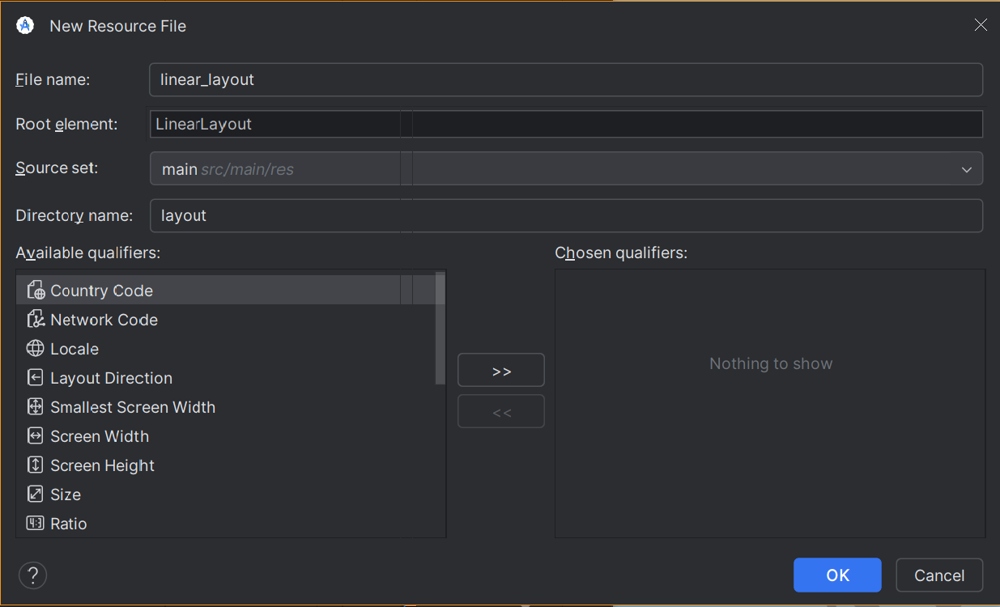 New Resource File
File name: linear_layout
Root element: LinearLayout
Source set: main src/main/res
Directory name: layout
Available qualifiers:
Country Code
Network Code
Locale
Layout Direction
Smallest Screen Width
Screen Width
Screen Height
Size
4:3 Ratio
>>
<<
Chosen qualifiers:
Nothing to show
?
OK
Cancel